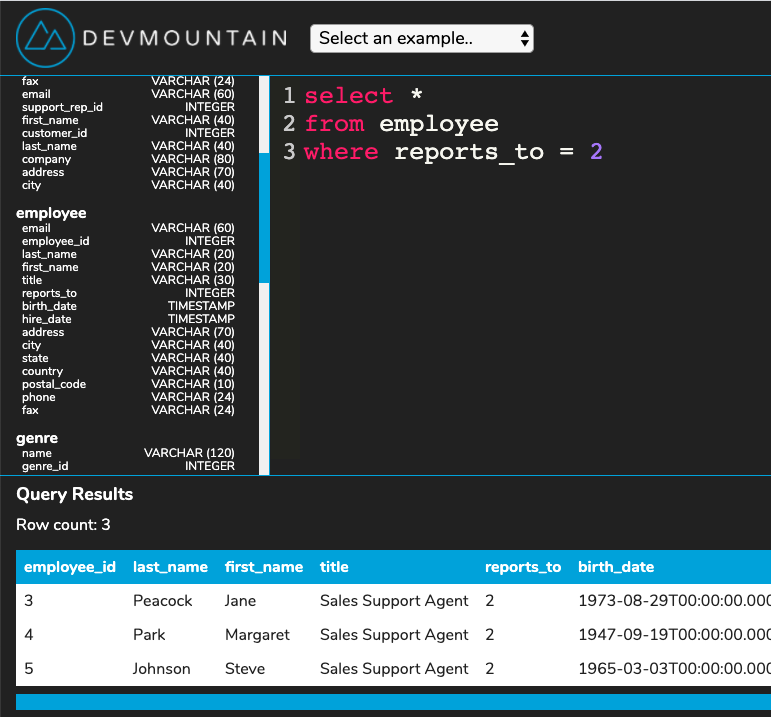 DEVMOUNTAIN
Select an example..
fax VARCHAR (24)
email VARCHAR (60)
support_rep_id INTEGER
first_name VARCHAR (40)
customer_id INTEGER
last_name VARCHAR (40)
company VARCHAR (80)
address VARCHAR (70)
city VARCHAR (40)
employee
email VARCHAR (60)
employee_id INTEGER
last_name VARCHAR (20)
first_name VARCHAR (20)
title VARCHAR (30)
reports_to INTEGER
birth_date TIMESTAMP
hire_date TIMESTAMP
address VARCHAR (70)
city VARCHAR (40)
state VARCHAR (40)
country VARCHAR (40)
postal_code VARCHAR (10)
phone VARCHAR (24)
fax VARCHAR (24)
genre
name VARCHAR (120)
genre_id INTEGER
1 select *
2 from employee
3 where reports_to = 2
Query Results
Row count: 3
employee_id last_name first_name title reports_to birth_date
3 Peacock Jane Sales Support Agent 2 1973-08-29T00:00:00.000
4 Park Margaret Sales Support Agent 2 1947-09-19T00:00:00.000
5 Johnson Steve Sales Support Agent 2 1965-03-03T00:00:00.000